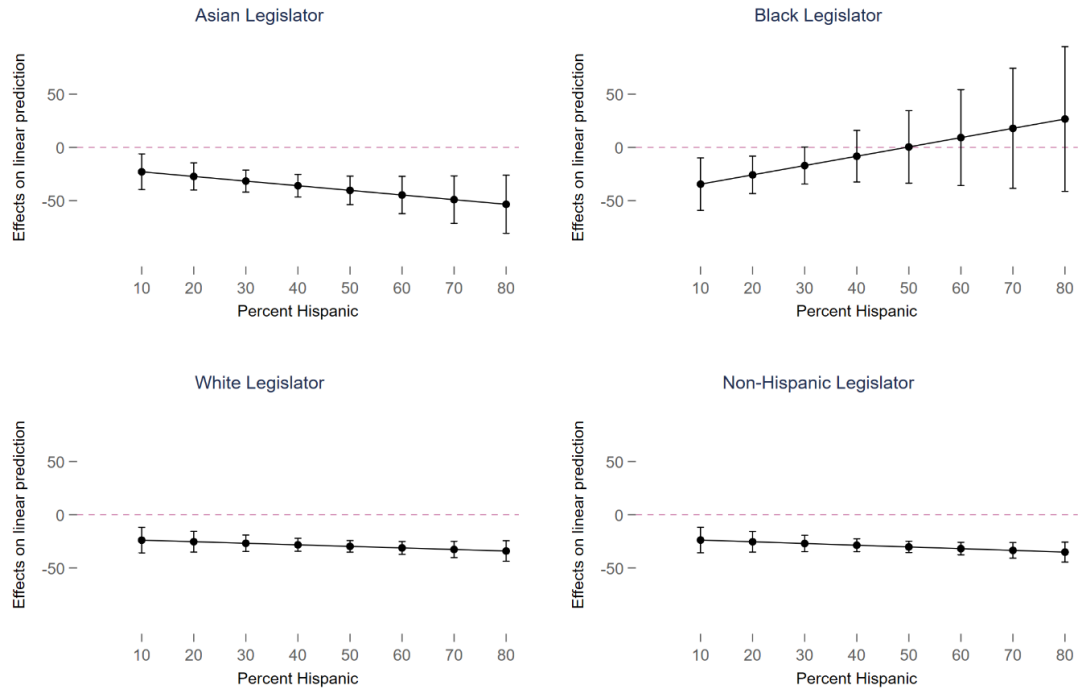 Asian Legislator
Effects on linear prediction
50
0
-50
10 20 30 40 50 60 70 80
Percent Hispanic
Black Legislator
Effects on linear prediction
50
0
-50
10 20 30 40 50 60 70 80
Percent Hispanic
White Legislator
Effects on linear prediction
50
0
-50
10 20 30 40 50 60 70 80
Percent Hispanic
Non-Hispanic Legislator
Effects on linear prediction
50
0
-50
10 20 30 40 50 60 70 80
Percent Hispanic